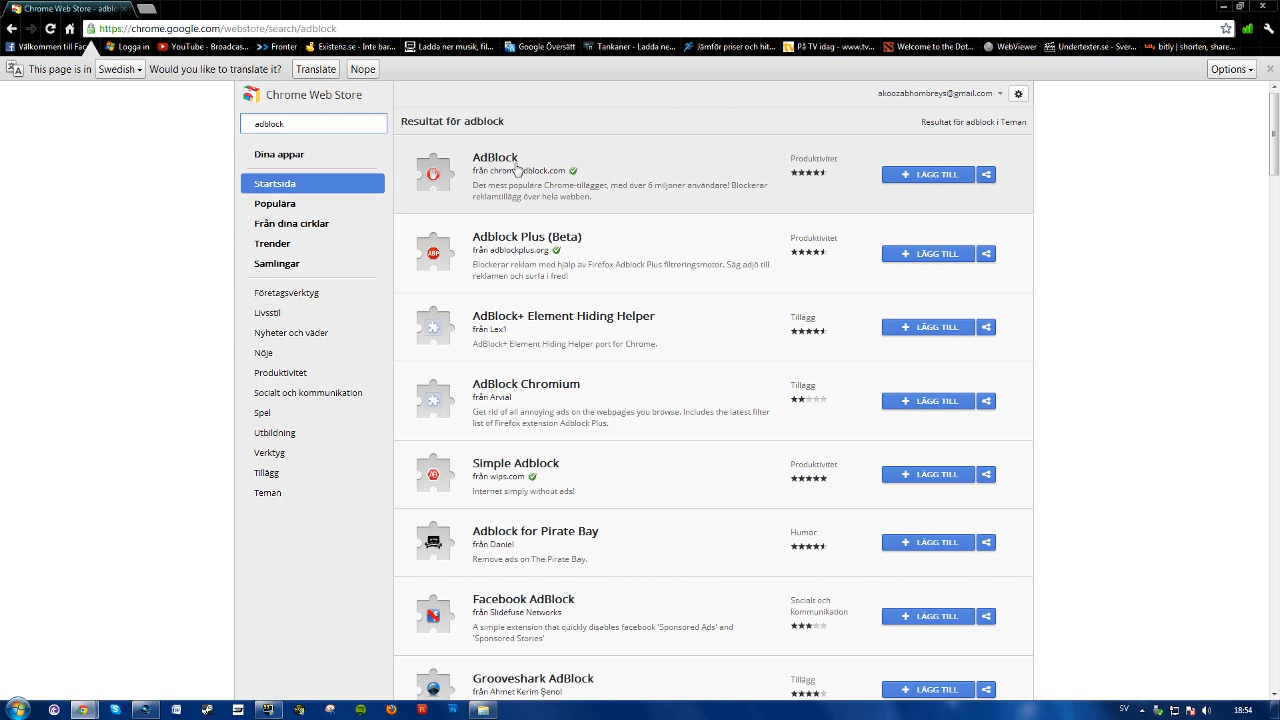 Chrome Web Store - adblo
https://chrome.google.com/webstore/search/adblock
Välkommen till Fac
Logga in
YouTube - Broadcas...
Fronter
Existenz.se - Inte bar...
Ladda ner musik, fil...
Google Översätt
Tankaner - Ladda ne...
Jämför priser och hit...
På TV idag - www.tv...
Welcome to the Dot...
WebViewer
Undertexter.se - Sver...
bitly | shorten, share...
This page is in Swedish Would you like to translate it? Translate Nope Options
Chrome Web Store
akoozabhombreys@gmail.com
adblock
Resultat för adblock
Resultat för adblock i Teman
Dina appar
Startsida
Populära
Från dina cirklar
Trender
Samlingar
Företagsverktyg
Livsstil
Nyheter och väder
Nöje
Produktivitet
Socialt och kommunikation
Spel
Utbildning
Verktyg
Tillägg
Teman
AdBlock
från chromeadblock.com
Det mest populära Chrome-tillägget, med över 6 miljoner användare! Blockerar
reklamtillägg över hela webben.
Produktivitet
LÄGG TILL
Adblock Plus (Beta)
från adblockplus.org
Blockerar reklam med hjälp av Firefox Adblock Plus filtreringsmotor. Säg adjö till
reklamen och surfa i fred!
Produktivitet
LÄGG TILL
AdBlock+ Element Hiding Helper
från Lex1
AdBlock+ Element Hiding Helper port for Chrome.
Tillägg
LÄGG TILL
AdBlock Chromium
från Arvial
Get rid of all annoying ads on the webpages you browse. Includes the latest filter
list of Firefox extension Adblock Plus.
Tillägg
LÄGG TILL
Simple Adblock
från wips.com
Internet simply without ads!
Produktivitet
LÄGG TILL
Adblock for Pirate Bay
från Daniel
Remove ads on The Pirate Bay.
Humor
LÄGG TILL
Facebook AdBlock
från Slidefuse Networks
A simple extension that quickly disables facebook 'Sponsored Ads' and
'Sponsored Stories'
Socialt och
kommunikation
LÄGG TILL
Grooveshark AdBlock
från Ahmet Kerim Şenol
Tillägg
LÄGG TILL
ABP
AB
SV
18:54